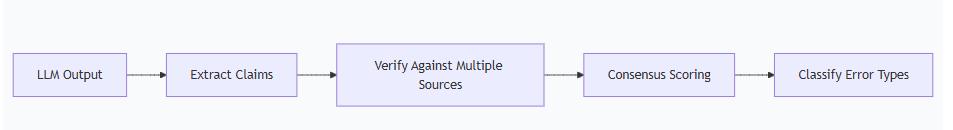 LLM Output
Extract Claims
Verify Against Multiple
Sources
Consensus Scoring
Classify Error Types